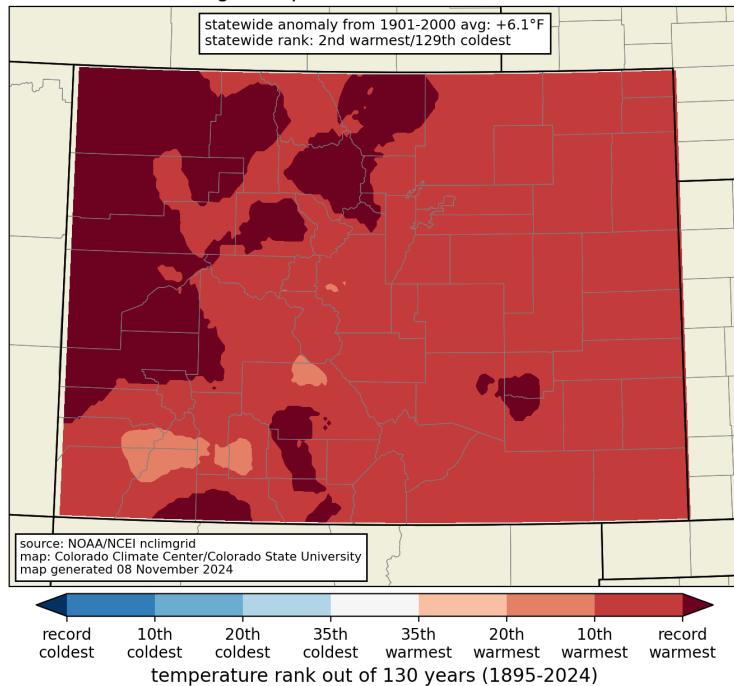 statewide anomaly from 1901-2000 avg: +6.1°F
statewide rank: 2nd warmest/129th coldest
source: NOAA/NCEI nclimgrid
map: Colorado Climate Center/Colorado State University
map generated 08 November 2024
record coldest
10th coldest
20th coldest
35th coldest
35th warmest
20th warmest
10th warmest
record warmest
temperature rank out of 130 years (1895-2024)